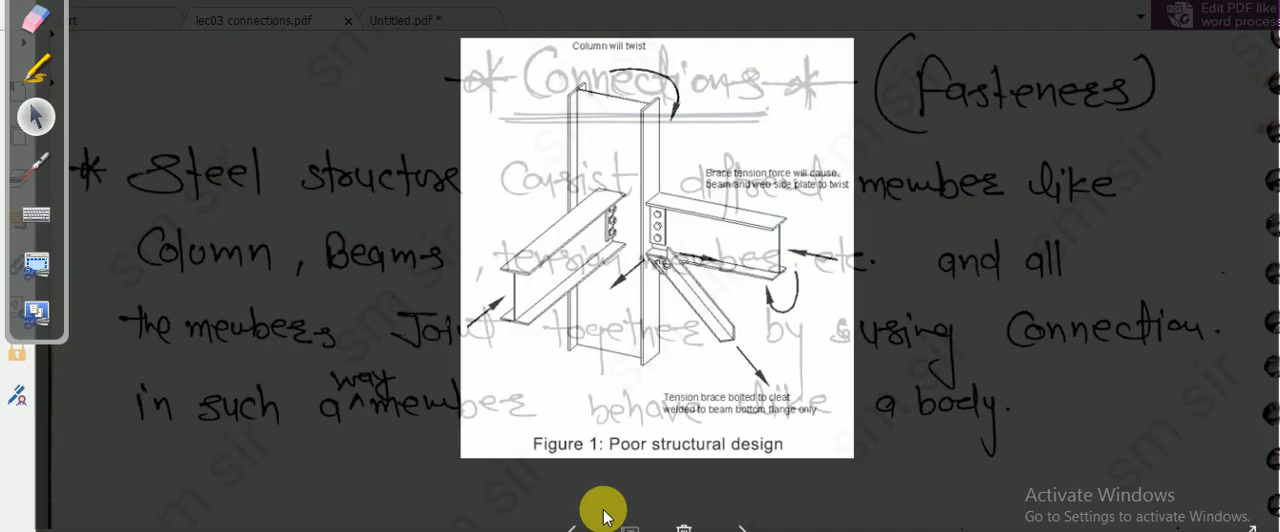 lec03 connections.pdf ×
Untitled.pdf *
Edit PDF like
word process
Column will twist
* Connections * (Fasteners)
* Steel structure Consist different member like
Brace tension force will cause
beam and web side plate to twist
Column, Beams, tension member etc. and all
the members Joint together by using Connection.
in such a way member behave like a body.
Tension brace bolted to cleat
welded to beam bottom flange only
Figure 1: Poor structural design
Activate Windows
Go to Settings to activate Windows.
sm sir